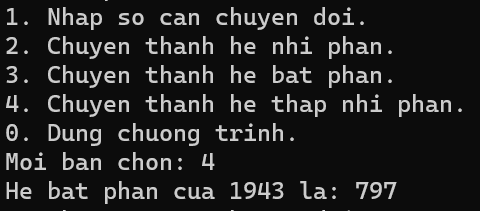 1. Nhap so can chuyen doi.
2. Chuyen thanh he nhi phan.
3. Chuyen thanh he bat phan.
4. Chuyen thanh he thap nhi phan.
0. Dung chuong trinh.
Moi ban chon: 4
He bat phan cua 1943 la: 797